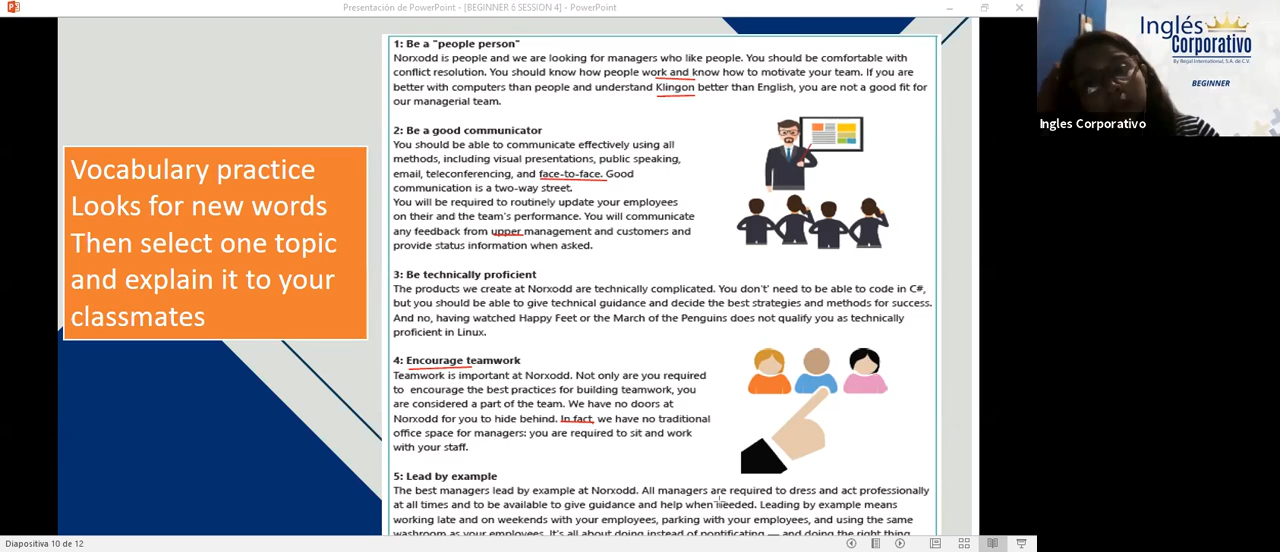 Presentación de PowerPoint - [BEGINNER 6 SESSION 4] - PowerPoint
Vocabulary practice
Looks for new words
Then select one topic
and explain it to your
classmates
1: Be a "people person"
Norxodd is people and we are looking for managers who like people. You should be comfortable with
conflict resolution. You should know how people work and know how to motivate your team. If you are
better with computers than people and understand Klingon better than English, you are not a good fit for
our managerial team.
2: Be a good communicator
You should be able to communicate effectively using all
methods, including visual presentations, public speaking,
email, teleconferencing, and face-to-face. Good
communication is a two-way street.
You will be required to routinely update your employees
on their and the team's performance. You will communicate
any feedback from upper management and customers and
provide status information when asked.
3: Be technically proficient
The products we create at Norxodd are technically complicated. You don't' need to be able to code in C#,
but you should be able to give technical guidance and decide the best strategies and methods for success.
And no, having watched Happy Feet or the March of the Penguins does not qualify you as technically
proficient in Linux.
4: Encourage teamwork
Teamwork is important at Norxodd. Not only are you required
to encourage the best practices for building teamwork, you
are considered a part of the team. We have no doors at
Norxodd for you to hide behind. In fact, we have no traditional
office space for managers: you are required to sit and work
with your staff.
5: Lead by example
The best managers lead by example at Norxodd. All managers are required to dress and act professionally
at all times and to be available to give guidance and help when needed. Leading by example means
working late and on weekends with your employees, parking with your employees, and using the same
washroom as your employees. It's all about doing instead of pontificating — and doing the right thing
Diapositiva 10 de 12
Inglés
Corporativo
By Regal International, S.A. de C.V.
BEGINNER
Ingles Corporativo